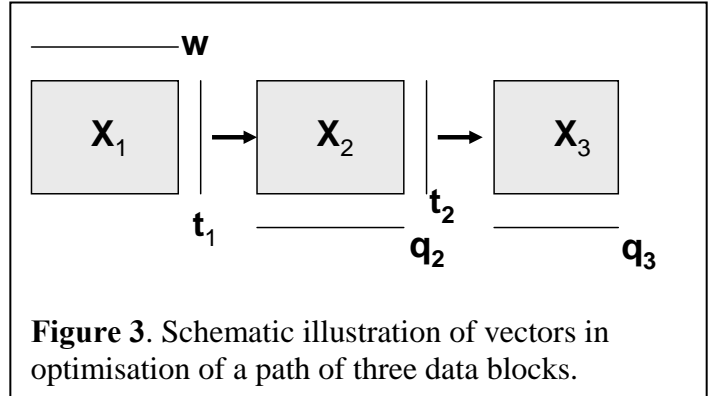 w
X₁ X₂ X₃
t₁ t₂
q₂ q₃
Figure 3. Schematic illustration of vectors in
optimisation of a path of three data blocks.